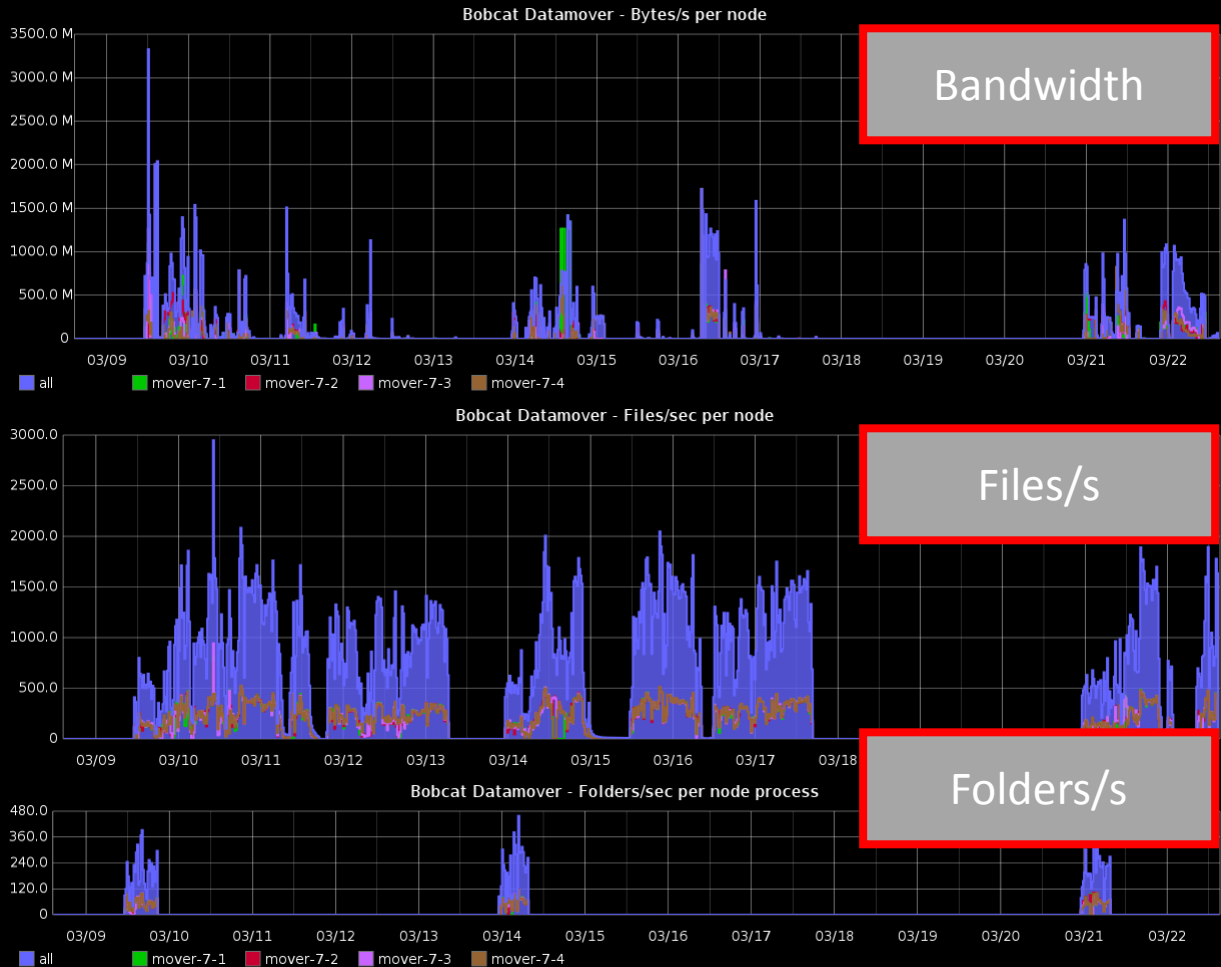 Bobcat Datamover - Bytes/s per node
Bandwidth
3500.0 M
3000.0 M
2500.0 M
2000.0 M
1500.0 M
1000.0 M
500.0 M
0
03/09 03/10 03/11 03/12 03/13 03/14 03/15 03/16 03/17 03/18 03/19 03/20 03/21 03/22
all mover-7-1 mover-7-2 mover-7-3 mover-7-4
Bobcat Datamover - Files/sec per node
Files/s
3000.0
2500.0
2000.0
1500.0
1000.0
500.0
0
03/09 03/10 03/11 03/12 03/13 03/14 03/15 03/16 03/17 03/18
Folders/s
Bobcat Datamover - Folders/sec per node process
480.0
360.0
240.0
120.0
0
03/09 03/10 03/11 03/12 03/13 03/14 03/15 03/16 03/17 03/18 03/19 03/20 03/21 03/22
all mover-7-1 mover-7-2 mover-7-3 mover-7-4